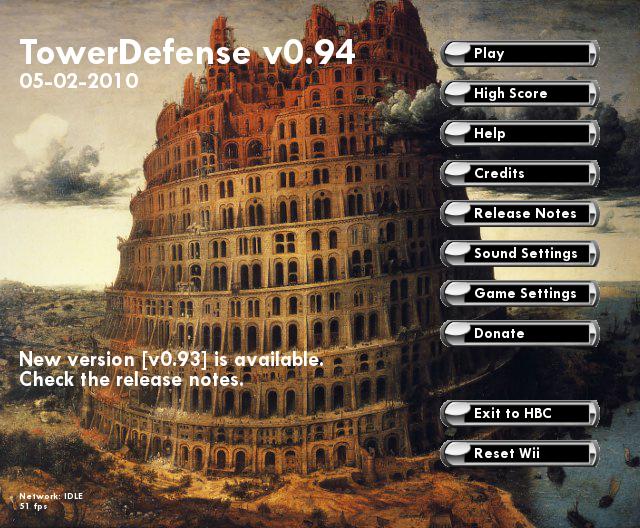 TowerDefense v0.94
05-02-2010
Play
High Score
Help
Credits
Release Notes
Sound Settings
Game Settings
Donate
New version [v0.93] is available.
Check the release notes.
Exit to HBC
Reset Wii
Network: IDLE
51 fps